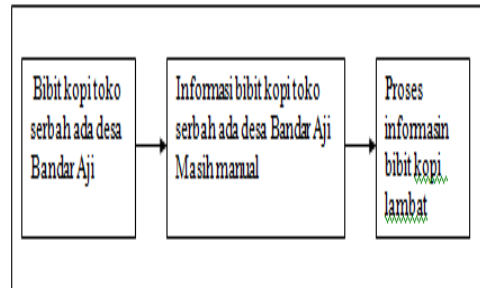 Bibit kopi toko
serbah ada desa
Bandar Aji
Informasi bibit kopi toko
serbah ada desa Bandar Aji
Masih manual
Proses
informasin
bibit kopi
lambat